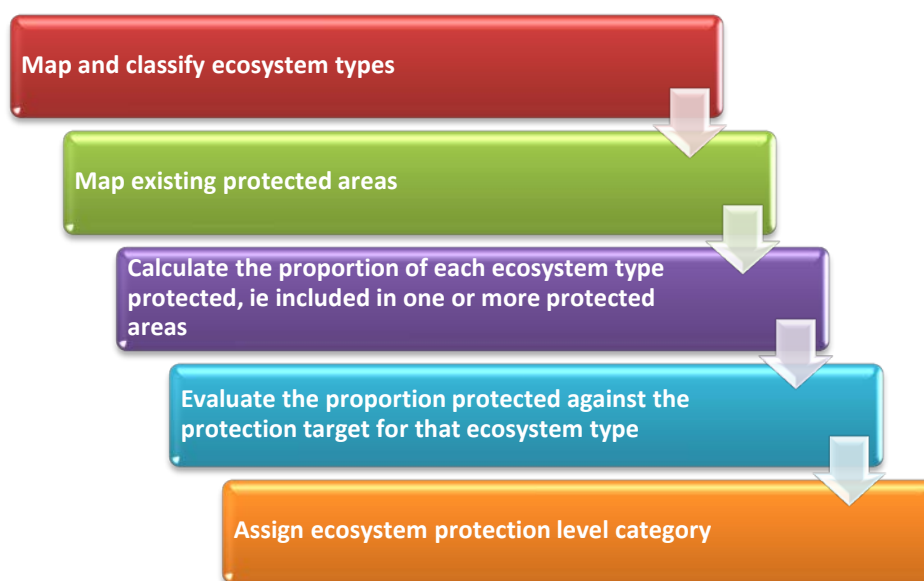 Map and classify ecosystem types
Map existing protected areas
Calculate the proportion of each ecosystem type
protected, ie included in one or more protected
areas
Evaluate the proportion protected against the
protection target for that ecosystem type
Assign ecosystem protection level category